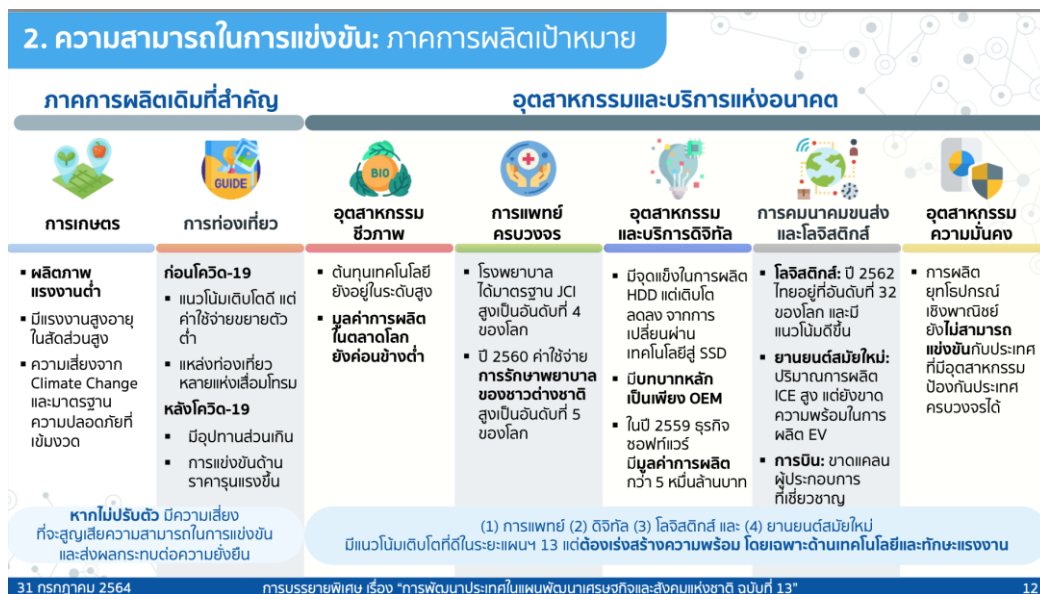 2. ความสามารถในการแข่งขัน: ภาคการผลิตเป้าหมาย
ภาคการผลิตเดิมที่สำคัญ
อุตสาหกรรมและบริการแห่งอนาคต
GUIDE
BIO
การเกษตร
▪ ผลิตภาพ
แรงงานต่ำ
▪ มีแรงงานสูงอายุ
ในสัดส่วนสูง
▪ ความเสี่ยงจาก
Climate Change
และมาตรฐาน
ความปลอดภัยที่
เข้มงวด
การท่องเที่ยว
ก่อนโควิด-19
▪ แนวโน้มเติบโตดี แต่
ค่าใช้จ่ายขยายตัว
ต่ำ
▪ แหล่งท่องเที่ยว
หลายแห่งเสื่อมโทรม
หลังโควิด-19
▪ มีอุปทานส่วนเกิน
▪ การแข่งขันด้าน
ราคารุนแรงขึ้น
อุตสาหกรรม
ชีวภาพ
▪ ต้นทุนเทคโนโลยี
ยังอยู่ในระดับสูง
▪ มูลค่าการผลิต
ในตลาดโลก
ยังค่อนข้างต่ำ
การแพทย์
ครบวงจร
▪ โรงพยาบาล
ได้มาตรฐาน JCI
สูงเป็นอันดับที่ 4
ของโลก
▪ ปี 2560 ค่าใช้จ่าย
การรักษาพยาบาล
ของชาวต่างชาติ
สูงเป็นอันดับที่ 5
ของโลก
อุตสาหกรรม
และบริการดิจิทัล
▪ มีจุดแข็งในการผลิต
HDD แต่เติบโต
ลดลง จากการ
เปลี่ยนผ่าน
เทคโนโลยีสู่ SSD
▪ มีบทบาทหลัก
เป็นเพียง OEM
▪ ในปี 2559 ธุรกิจ
ซอฟท์แวร์
มีมูลค่าการผลิต
กว่า 5 หมื่นล้านบาท
การคมนาคมขนส่ง
และโลจิสติกส์
▪ โลจิสติกส์: ปี 2562
ไทยอยู่ที่อันดับที่ 32
ของโลก และมี
แนวโน้มดีขึ้น
▪ ยานยนต์สมัยใหม่:
ปริมาณการผลิต
ICE สูง แต่ยังขาด
ความพร้อมในการ
ผลิต EV
▪ การบิน: ขาดแคลน
ผู้ประกอบการ
ที่เชี่ยวชาญ
อุตสาหกรรม
ความมั่นคง
▪ การผลิต
ยุทโธปกรณ์
เชิงพาณิชย์
ยังไม่สามารถ
แข่งขันกับประเทศ
ที่มีอุตสาหกรรม
ป้องกันประเทศ
ครบวงจรได้
หากไม่ปรับตัว มีความเสี่ยง
ที่จะสูญเสียความสามารถในการแข่งขัน
และส่งผลกระทบต่อความยั่งยืน
(1) การแพทย์ (2) ดิจิทัล (3) โลจิสติกส์ และ (4) ยานยนต์สมัยใหม่
มีแนวโน้มเติบโตที่ดีในระยะแผนฯ 13 แต่ต้องเร่งสร้างความพร้อม โดยเฉพาะด้านเทคโนโลยีและทักษะแรงงาน
31 กรกฎาคม 2564
การบรรยายพิเศษ เรื่อง "การพัฒนาประเทศในแผนพัฒนาเศรษฐกิจและสังคมแห่งชาติ ฉบับที่ 13"
12